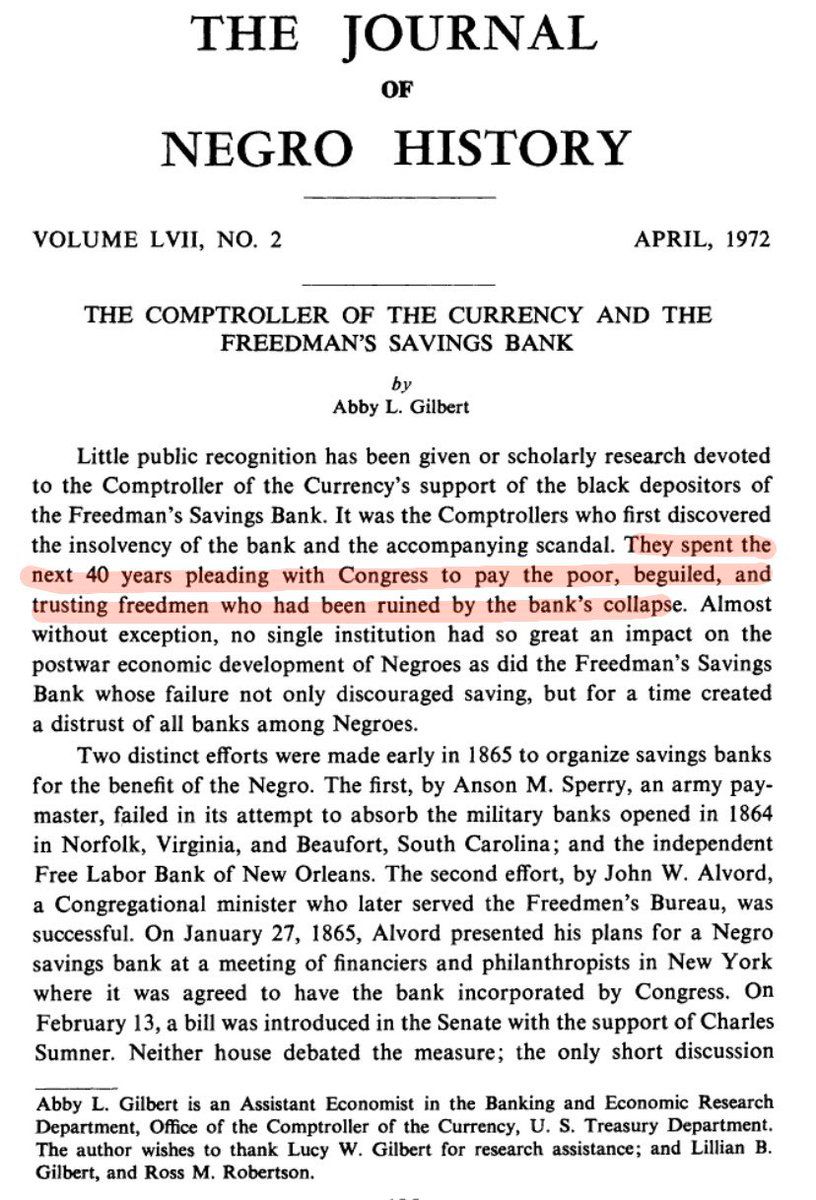 THE JOURNAL
OF
NEGRO HISTORY
VOLUME LVII, NO. 2
APRIL, 1972
THE COMPTROLLER OF THE CURRENCY AND THE
FREEDMAN'S SAVINGS BANK
by
Abby L. Gilbert
Little public recognition has been given or scholarly research devoted
to the Comptroller of the Currency's support of the black depositors of
the Freedman's Savings Bank. It was the Comptrollers who first discovered
the insolvency of the bank and the accompanying scandal. They spent the
next 40 years pleading with Congress to pay the poor, beguiled, and
trusting freedmen who had been ruined by the bank's collapse. Almost
without exception, no single institution had so great an impact on the
postwar economic development of Negroes as did the Freedman's Savings
Bank whose failure not only discouraged saving, but for a time created
a distrust of all banks among Negroes.
Two distinct efforts were made early in 1865 to organize savings banks
for the benefit of the Negro. The first, by Anson M. Sperry, an army pay-
master, failed in its attempt to absorb the military banks opened in 1864
in Norfolk, Virginia, and Beaufort, South Carolina; and the independent
Free Labor Bank of New Orleans. The second effort, by John W. Alvord,
a Congregational minister who later served the Freedmen's Bureau, was
successful. On January 27, 1865, Alvord presented his plans for a Negro
savings bank at a meeting of financiers and philanthropists in New York
where it was agreed to have the bank incorporated by Congress. On
February 13, a bill was introduced in the Senate with the support of Charles
Sumner. Neither house debated the measure; the only short discussion
Abby L. Gilbert is an Assistant Economist in the Banking and Economic Research
Department, Office of the Comptroller of the Currency, U. S. Treasury Department.
The author wishes to thank Lucy W. Gilbert for research assistance; and Lillian B.
Gilbert, and Ross M. Robertson.